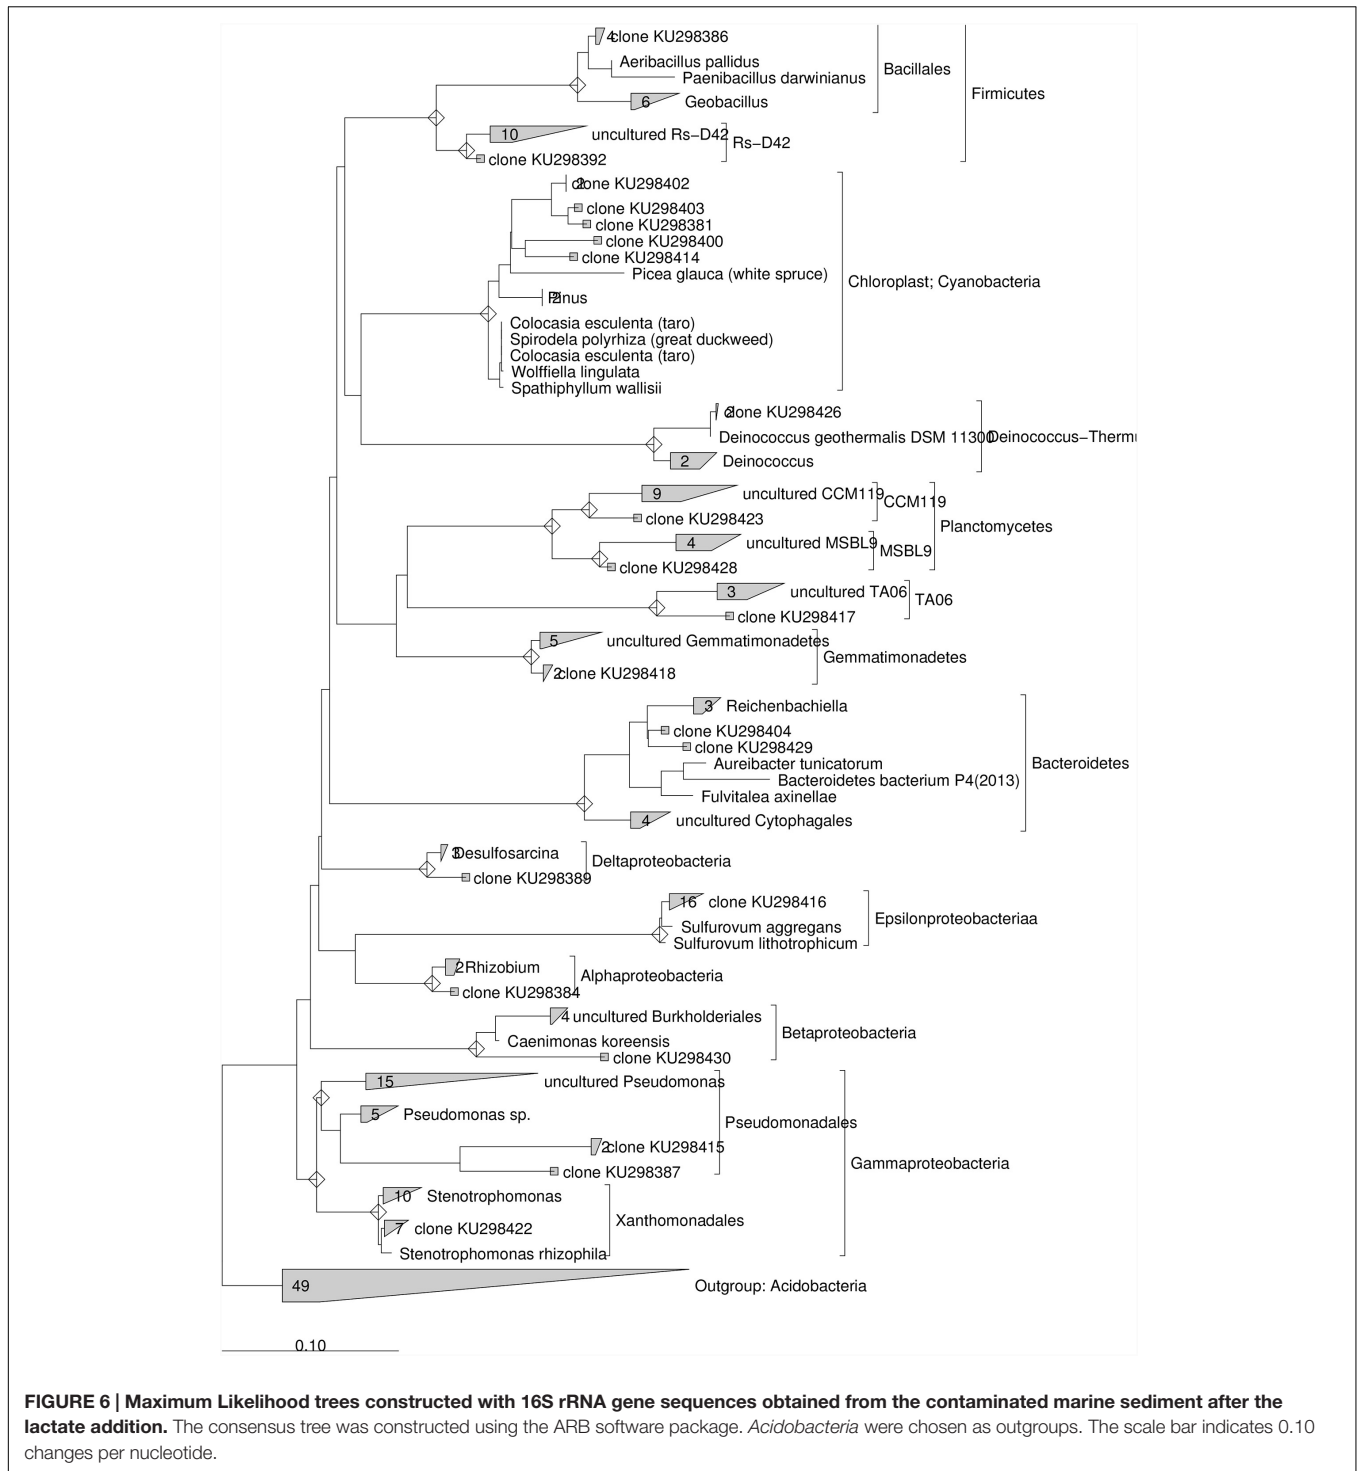 4 clone KU298386
Aeribacillus pallidus
Paenibacillus darwinianus
Bacillales
6 Geobacillus
Firmicutes
10 uncultured Rs-D42
Rs-D42
clone KU298392
2 clone KU298402
clone KU298403
clone KU298381
clone KU298400
clone KU298414
Picea glauca (white spruce)
Chloroplast; Cyanobacteria
2 Pinus
Colocasia esculenta (taro)
Spirodela polyrhiza (great duckweed)
Colocasia esculenta (taro)
Wolffiella lingulata
Spathiphyllum wallisii
2 clone KU298426
Deinococcus geothermalis DSM 11300
Deinococcus-Therm
2 Deinococcus
9 uncultured CCM119
CCM119
clone KU298423
Planctomycetes
4 uncultured MSBL9
MSBL9
clone KU298428
3 uncultured TA06
TA06
clone KU298417
5 uncultured Gemmatimonadetes
Gemmatimonadetes
2 clone KU298418
3 Reichenbachiella
clone KU298404
clone KU298429
Aureibacter tunicatorum
Bacteroidetes
Bacteroidetes bacterium P4(2013)
Fulvitalea axinellae
4 uncultured Cytophagales
3 Desulfosarcina
Deltaproteobacteria
clone KU298389
16 clone KU298416
Epsilonproteobacteriaa
Sulfurovum aggregans
Sulfurovum lithotrophicum
2 Rhizobium
Alphaproteobacteria
clone KU298384
4 uncultured Burkholderiales
Betaproteobacteria
Caenimonas koreensis
clone KU298430
15 uncultured Pseudomonas
5 Pseudomonas sp.
Pseudomonadales
2 clone KU298415
Gammaproteobacteria
clone KU298387
10 Stenotrophomonas
Xanthomonadales
7 clone KU298422
Stenotrophomonas rhizophila
49 Outgroup: Acidobacteria
0.10
FIGURE 6 | Maximum Likelihood trees constructed with 16S rRNA gene sequences obtained from the contaminated marine sediment after the
lactate addition. The consensus tree was constructed using the ARB software package. Acidobacteria were chosen as outgroups. The scale bar indicates 0.10
changes per nucleotide.